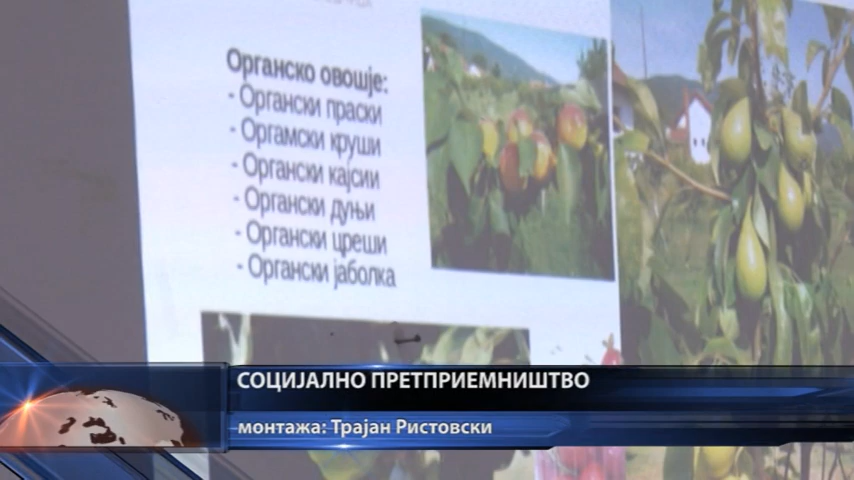 Органско овошје:
- Органски праски
- Оргамски круши
- Органски кајсии
- Органски дуњи
- Органски цреши
- Органски јаболка
СОЦИЈАЛНО ПРЕТПРИЕМНИШТВО
монтажа: Трајан Ристовски